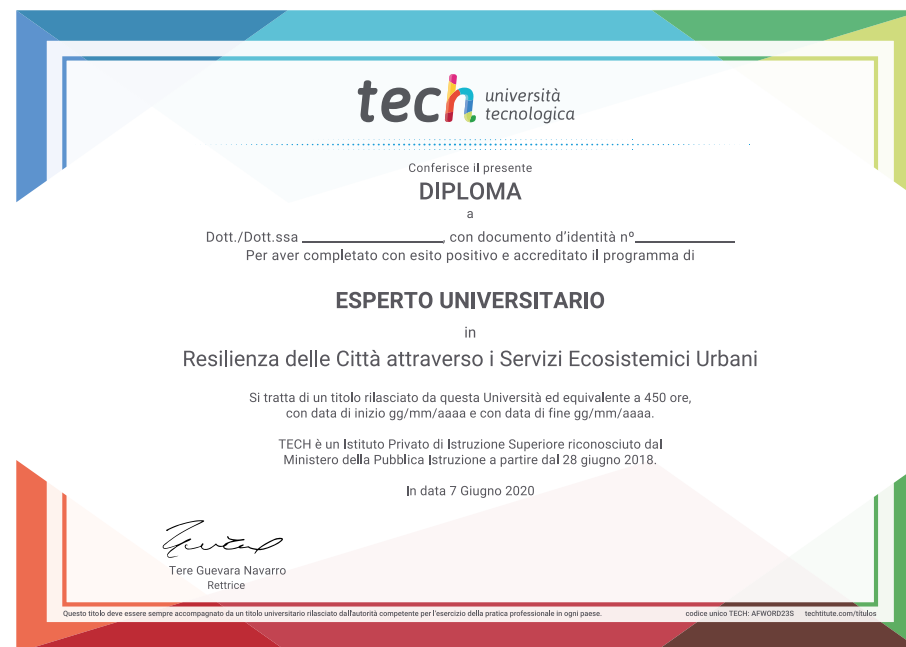 tech università
tecnologica
Conferisce il presente
DIPLOMA
a
Dott./Dott.ssa ____________________, con documento d'identità nº______________
Per aver completato con esito positivo e accreditato il programma di
ESPERTO UNIVERSITARIO
in
Resilienza delle Città attraverso i Servizi Ecosistemici Urbani
Si tratta di un titolo rilasciato da questa Università ed equivalente a 450 ore,
con data di inizio gg/mm/aaaa e con data di fine gg/mm/aaaa.
TECH è un Istituto Privato di Istruzione Superiore riconosciuto dal
Ministero della Pubblica Istruzione a partire dal 28 giugno 2018.
In data 7 Giugno 2020
Tere Guevara Navarro
Rettrice
Questo titolo deve essere sempre accompagnato da un titolo universitario rilasciato dall'autorità competente per l'esercizio della pratica professionale in ogni paese. codice unico TECH: AFWORD23S techtitute.com/titulos